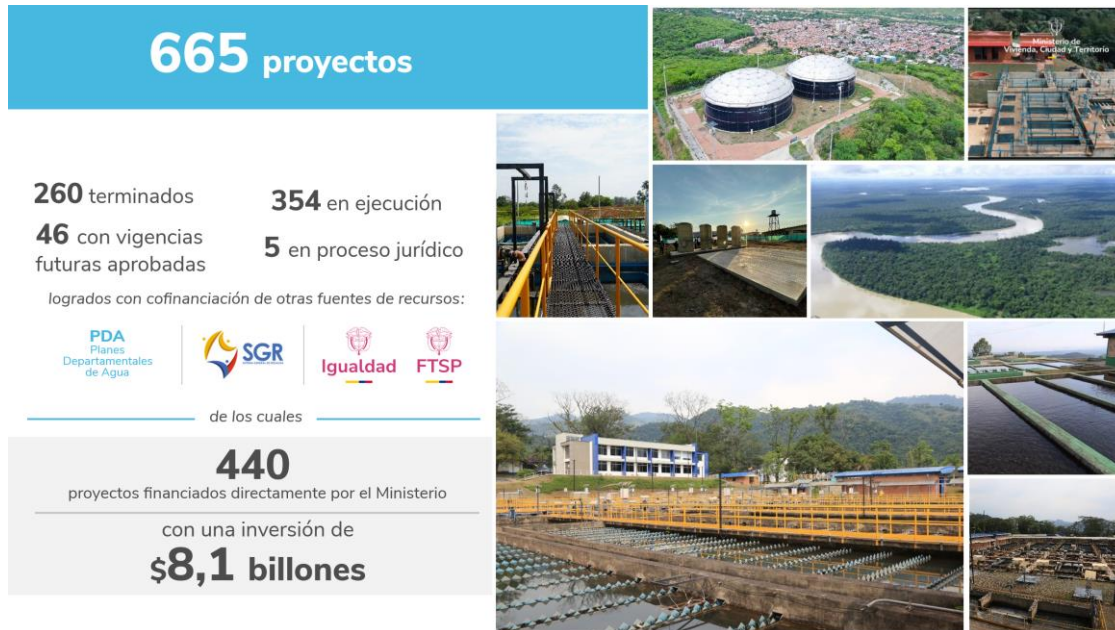 665 proyectos
260 terminados
354 en ejecución
46 con vigencias
futuras aprobadas
5 en proceso jurídico
logrados con cofinanciación de otras fuentes de recursos:
PDA
Planes
Departamentales
de Agua
SGR
Igualdad
FTSP
de los cuales
440
proyectos financiados directamente por el Ministerio
con una inversión de
$8,1 billones
Ministerio de
Vivienda, Ciudad y Territorio